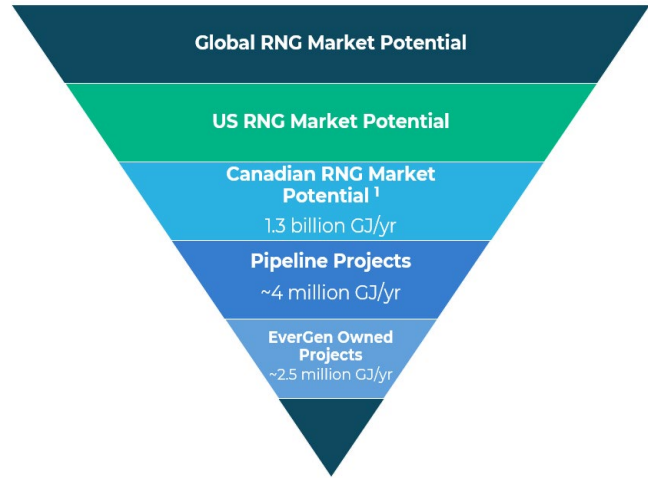 Global RNG Market Potential
US RNG Market Potential
Canadian RNG Market
Potential ¹
1.3 billion GJ/yr
Pipeline Projects
~4 million GJ/yr
EverGen Owned
Projects
~2.5 million GJ/yr